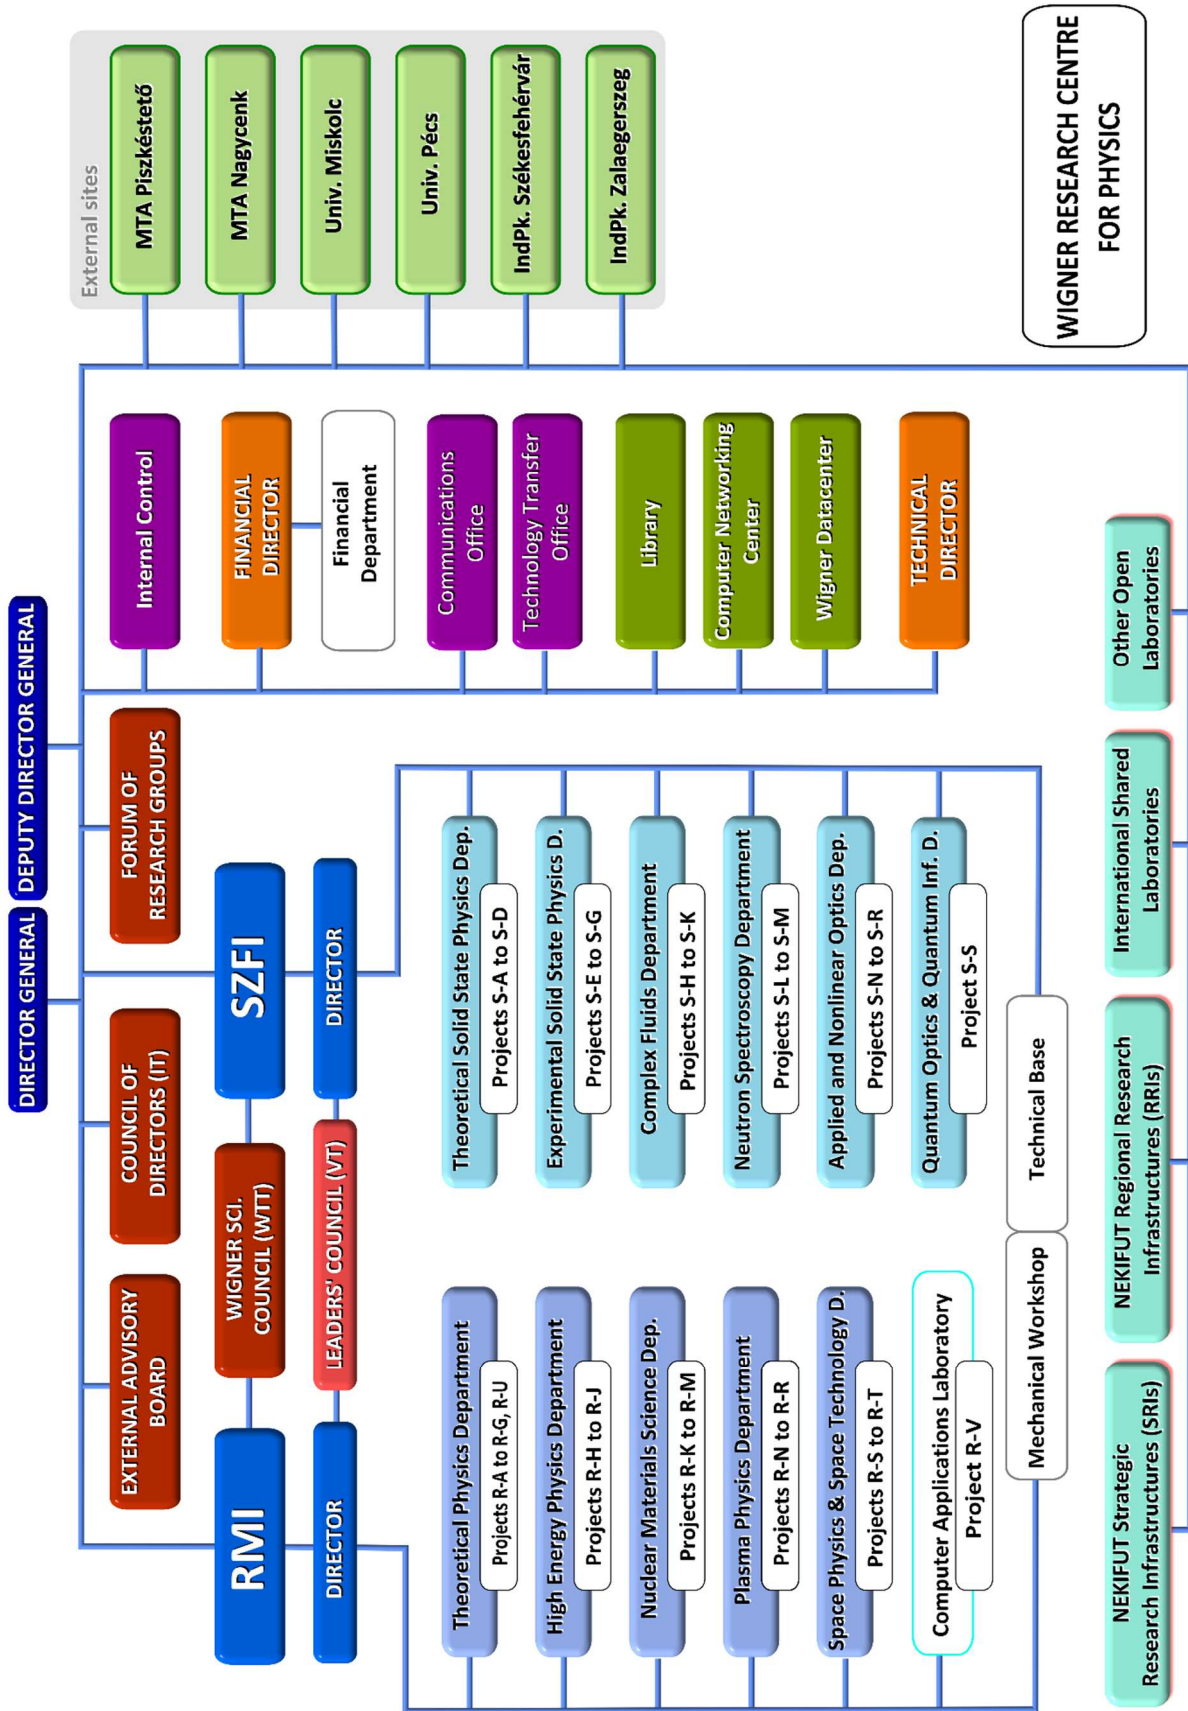 DIRECTOR GENERAL
DEPUTY DIRECTOR GENERAL
EXTERNAL ADVISORY
BOARD
COUNCIL OF
DIRECTORS (IT)
FORUM OF
RESEARCH GROUPS
RMI
WIGNER SCI.
COUNCIL (WTT)
SZFI
DIRECTOR
LEADERS' COUNCIL (VT)
DIRECTOR
Theoretical Physics Department
Projects R-A to R-G, R-U
High Energy Physics Department
Projects R-H to R-J
Nuclear Materials Science Dep.
Projects R-K to R-M
Plasma Physics Department
Projects R-N to R-R
Space Physics & Space Technology D.
Projects R-S to R-T
Computer Applications Laboratory
Project R-V
Theoretical Solid State Physics Dep.
Projects S-A to S-D
Experimental Solid State Physics D.
Projects S-E to S-G
Complex Fluids Department
Projects S-H to S-K
Neutron Spectroscopy Department
Projects S-L to S-M
Applied and Nonlinear Optics Dep.
Projects S-N to S-R
Quantum Optics & Quantum Inf. D.
Project S-S
Mechanical Workshop
Technical Base
Internal Control
FINANCIAL
DIRECTOR
Financial
Department
Communications
Office
Technology Transfer
Office
Library
Computer Networking
Center
Wigner Datacenter
TECHNICAL
DIRECTOR
External sites
MTA Piszkéstető
MTA Nagycenk
Univ. Miskolc
Univ. Pécs
IndPk. Székesfehérvár
IndPk. Zalaegerszeg
NEKIFUT Strategic
Research Infrastructures (SRIs)
NEKIFUT Regional Research
Infrastructures (RRIs)
International Shared
Laboratories
Other Open
Laboratories
WIGNER RESEARCH CENTRE
FOR PHYSICS